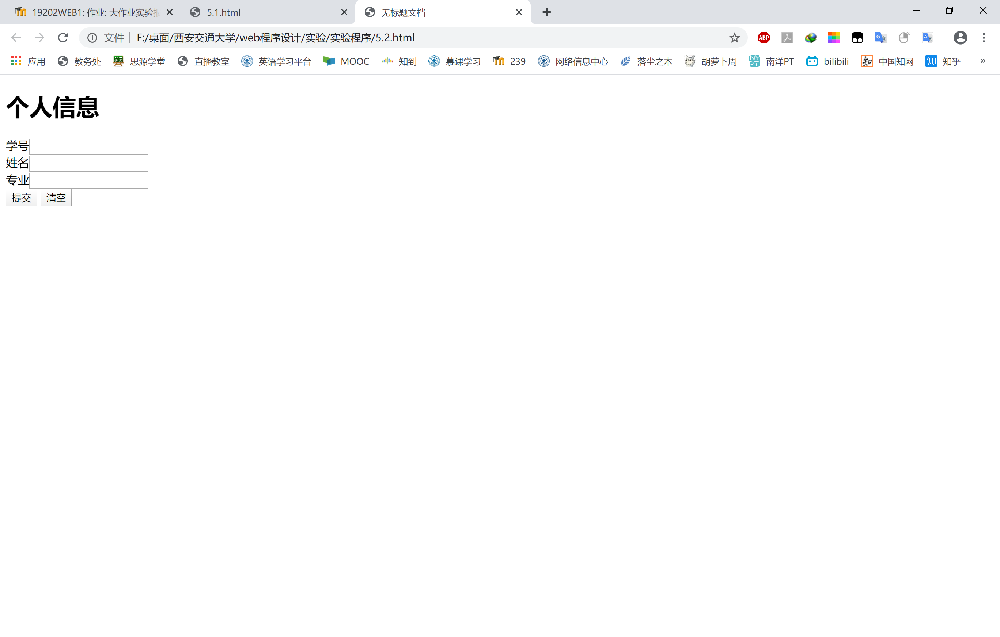 19202WEB1: 作业: 大作业实验报
5.1.html
无标题文档
文件
F:/桌面/西安交通大学/web程序设计/实验/实验程序/5.2.html
ABP
应用
教务处
思源学堂
直播教室
英语学习平台
MOOC
知到
慕课学习
239
网络信息中心
落尘之木
胡萝卜周
南洋PT
bilibili
中国知网
知 知乎
»
个人信息
学号
姓名
专业
提交 清空